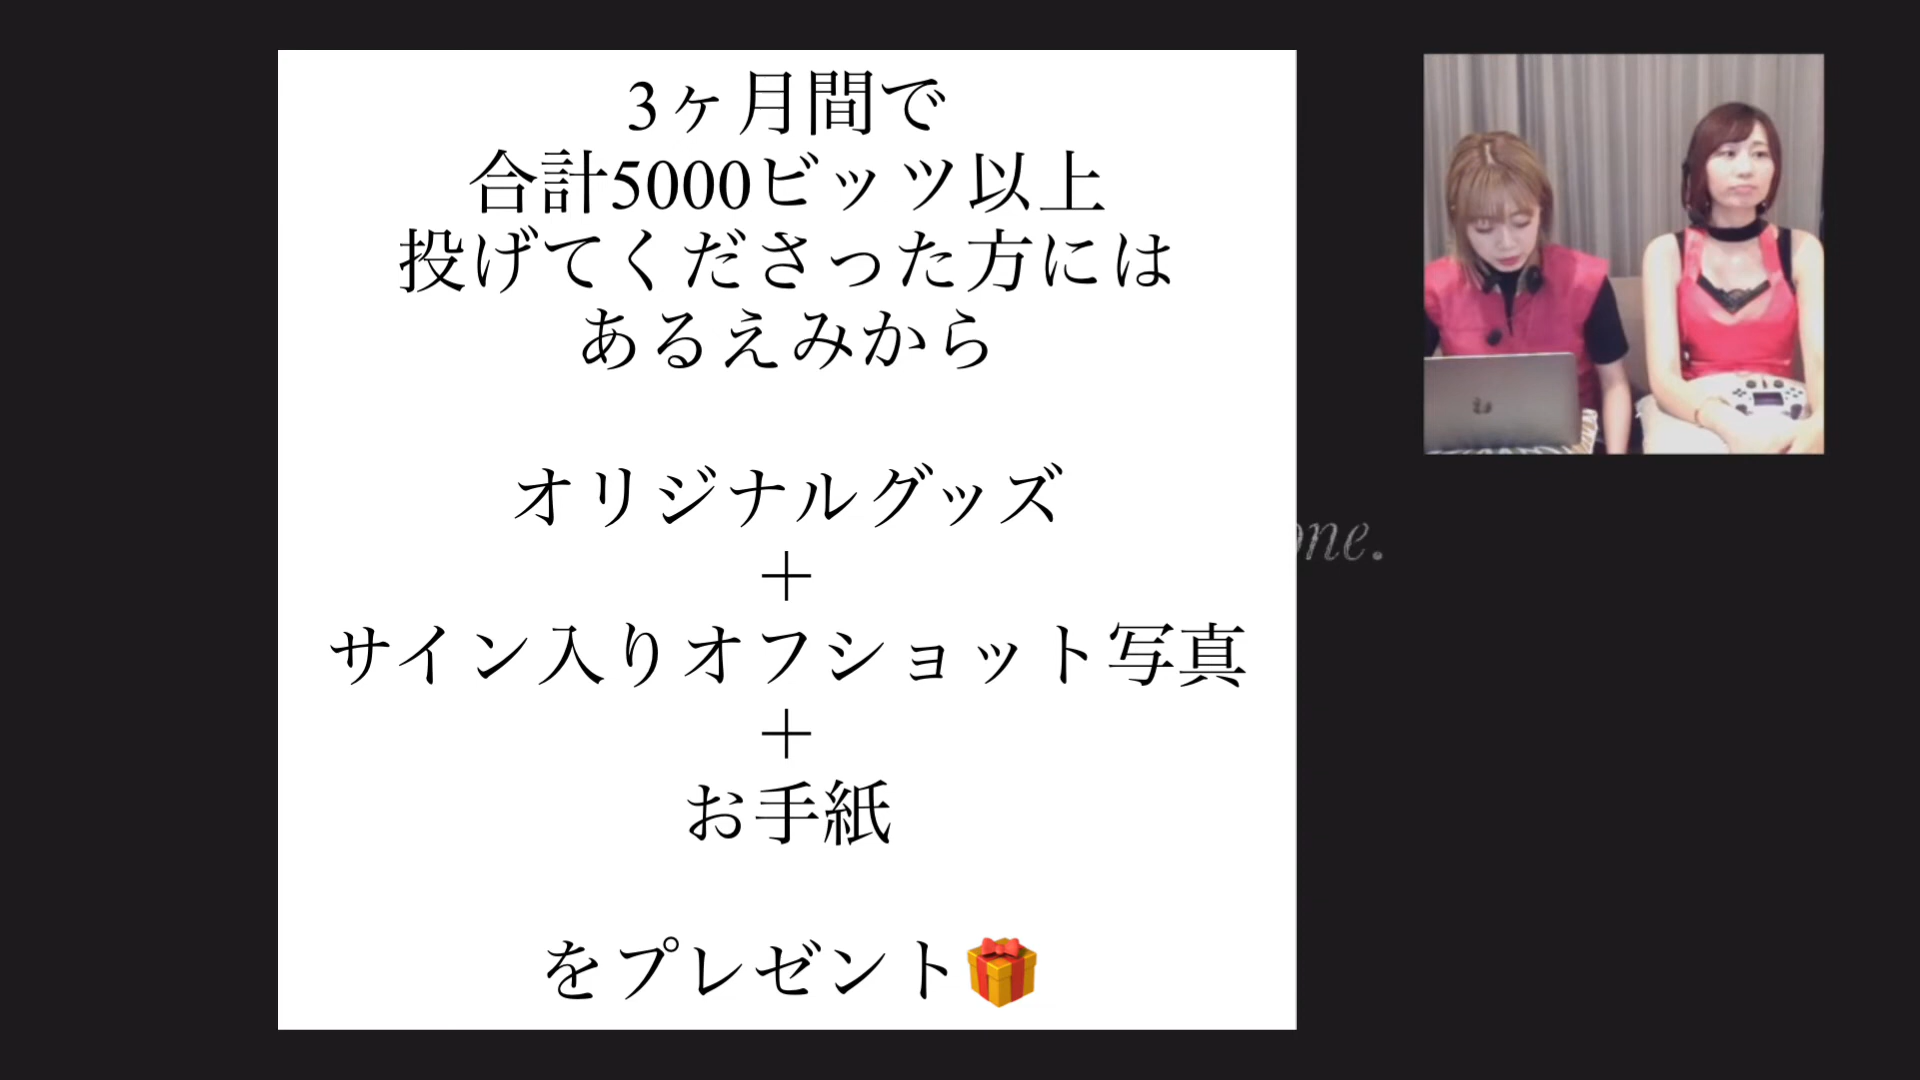 3ヶ月間で
合計5000ビッツ以上
投げてくださった方には
あるえみから
オリジナルグッズ
＋
サイン入りオフショット写真
＋
お手紙
をプレゼント🎁